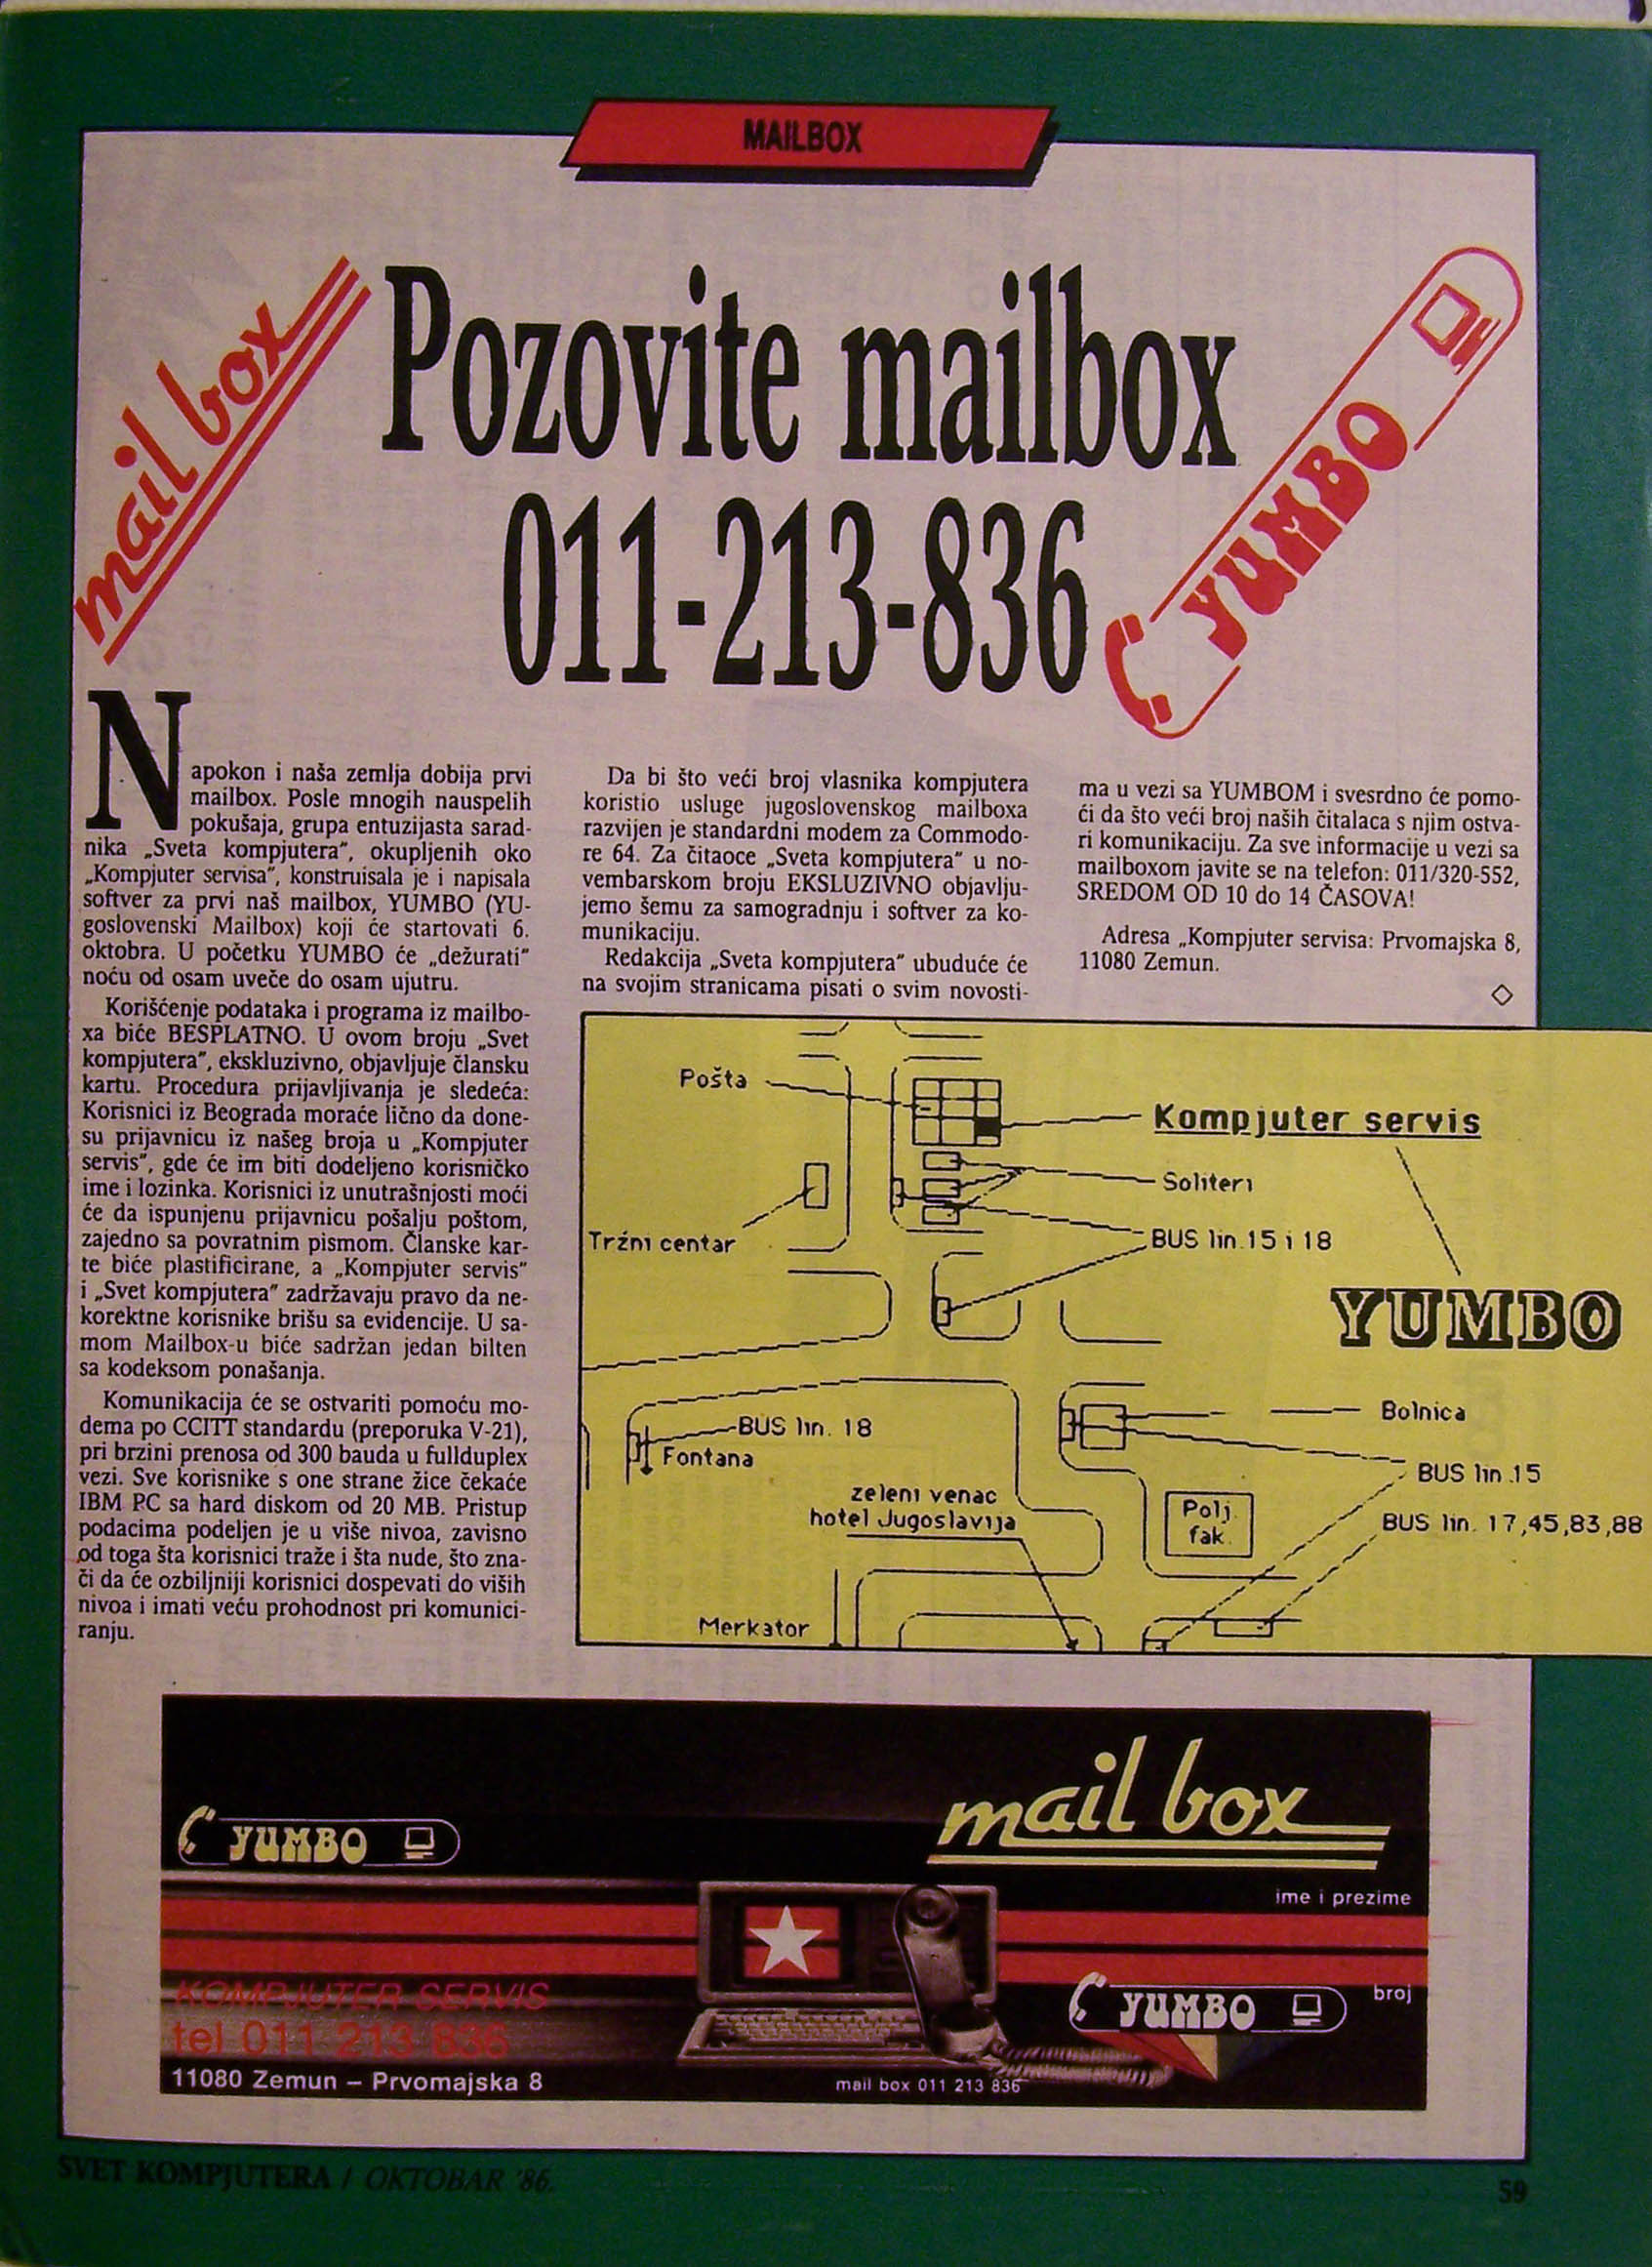 MAILBOX
mail box
Pozovite mailbox
011-213-836
YUMBO
Napokon i naša zemlja dobija prvi
mailbox. Posle mnogih nauspelih
pokušaja, grupa entuzijasta sarad-
nika „Sveta kompjutera", okupljenih oko
„Kompjuter servisa", konstruisala je i napisala
softver za prvi naš mailbox, YUMBO (YU-
goslovenski Mailbox) koji će startovati 6.
oktobra. U početku YUMBO će „dežurati"
noću od osam uveče do osam ujutru.
Korišćenje podataka i programa iz mailbo-
xa biće BESPLATNO. U ovom broju „Svet
kompjutera", ekskluzivno, objavljuje člansku
kartu. Procedura prijavljivanja je sledeća:
Korisnici iz Beograda moraće lično da done-
su prijavnicu iz našeg broja u „Kompjuter
servis", gde će im biti dodeljeno korisničko
ime i lozinka. Korisnici iz unutrašnjosti moći
će da ispunjenu prijavnicu pošalju poštom,
zajedno sa povratnim pismom. Članske kar-
te biće plastificirane, a „Kompjuter servis"
i „Svet kompjutera" zadržavaju pravo da ne-
korektne korisnike brišu sa evidencije. U sa-
mom Mailbox-u biće sadržan jedan bilten
sa kodeksom ponašanja.
Komunikacija će se ostvariti pomoću mo-
dema po CCITT standardu (preporuka V-21),
pri brzini prenosa od 300 bauda u fullduplex
vezi. Sve korisnike s one strane žice čekaće
IBM PC sa hard diskom od 20 MB. Pristup
podacima podeljen je u više nivoa, zavisno
od toga šta korisnici traže i šta nude, što zna-
či da će ozbiljniji korisnici dospevati do viših
nivoa i imati veću prohodnost pri komunici-
ranju.
Da bi što veći broj vlasnika kompjutera
koristio usluge jugoslovenskog mailboxa
razvijen je standardni modem za Commodo-
re 64. Za čitaoce „Sveta kompjutera" u no-
vembarskom broju EKSLUZIVNO objavlju-
jemo šemu za samogradnju i softver za ko-
munikaciju.
Redakcija „Sveta kompjutera" ubuduće će
na svojim stranicama pisati o svim novosti-
ma u vezi sa YUMBOM i svesrdno će pomo-
ći da što veći broj naših čitalaca s njim ostva-
ri komunikaciju. Za sve informacije u vezi sa
mailboxom javite se na telefon: 011/320-552,
SREDOM OD 10 do 14 ČASOVA!
Adresa „Kompjuter servisa: Prvomajska 8,
11080 Zemun.
Pošta
Kompjuter servis
Soliteri
Tržni centar
BUS lin. 15 i 18
YUMBO
Bolnica
BUS lin. 18
Fontana
BUS lin. 15
zeleni venac
hotel Jugoslavija
Polj.
fak.
BUS lin. 17,45,83,88
Merkator
mail box
YUMBO
ime i prezime
KOMPJUTER SERVIS
tel 011 213 836
11080 Zemun – Prvomajska 8
YUMBO
broj
mail box 011 213 836
SVET KOMPJUTERA / OKTOBAR '86.
59